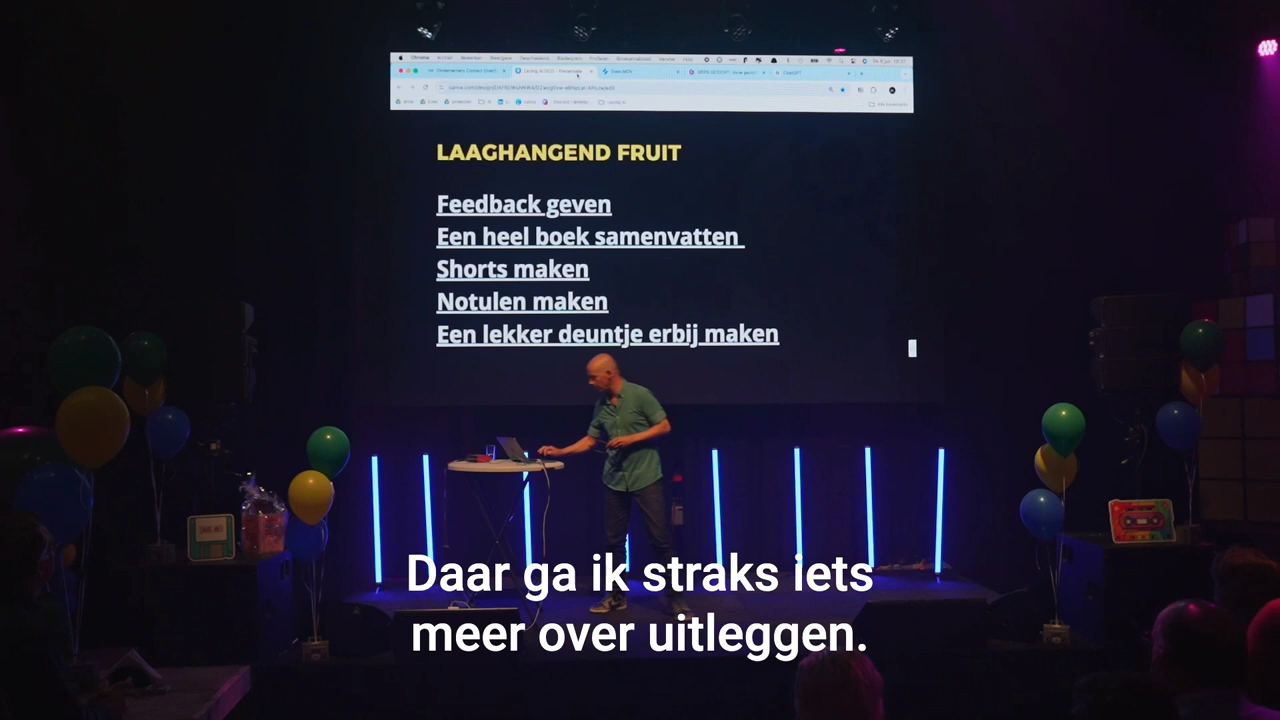 LAAGHANGEND FRUIT
Feedback geven
Een heel boek samenvatten
Shorts maken
Notulen maken
Een lekker deuntje erbij maken
Daar ga ik straks iets
meer over uitleggen.